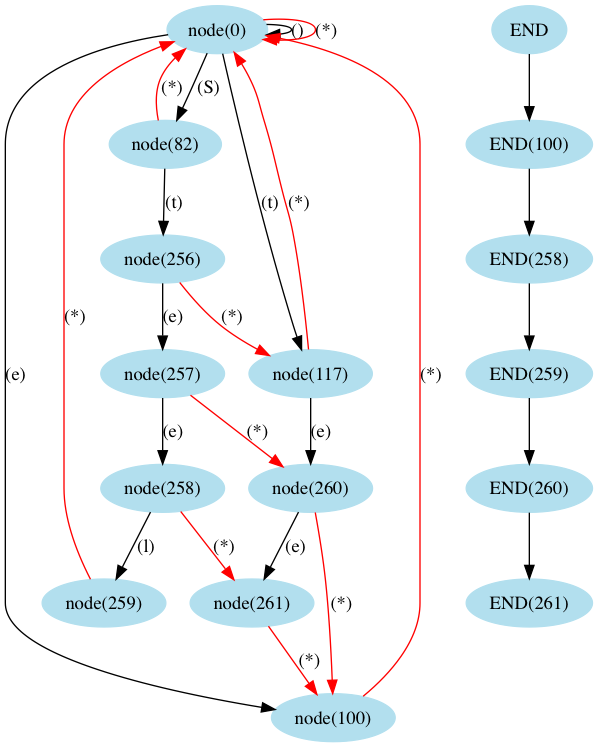 node(0)
()
(*)
END
(*)
(S)
node(82)
END(100)
(t)
(t)
(*)
node(256)
END(258)
(*)
(e)
(*)
(e)
node(257)
node(117)
(*)
END(259)
(e)
(*)
(e)
node(258)
node(260)
END(260)
(l)
(*)
(e)
node(259)
node(261)
(*)
END(261)
(*)
node(100)